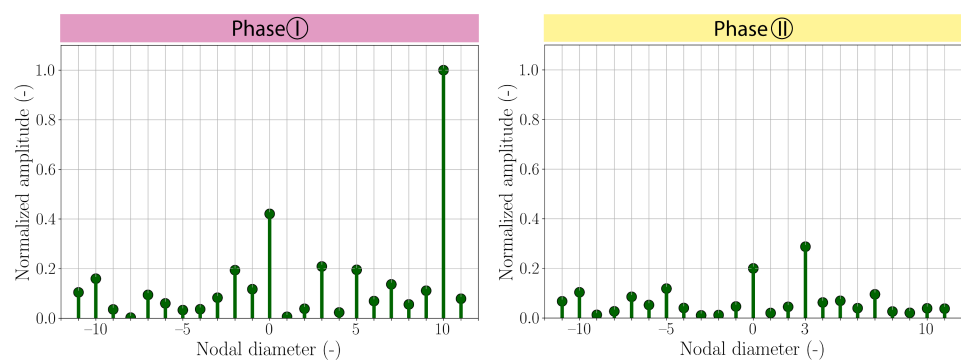 PhaseⅠ
Normalized amplitude (-)
1.0
0.8
0.6
0.4
0.2
0.0
−10 −5 0 5 10
Nodal diameter (-)
PhaseⅡ
Normalized amplitude (-)
1.0
0.8
0.6
0.4
0.2
0.0
−10 −5 0 3 10
Nodal diameter (-)